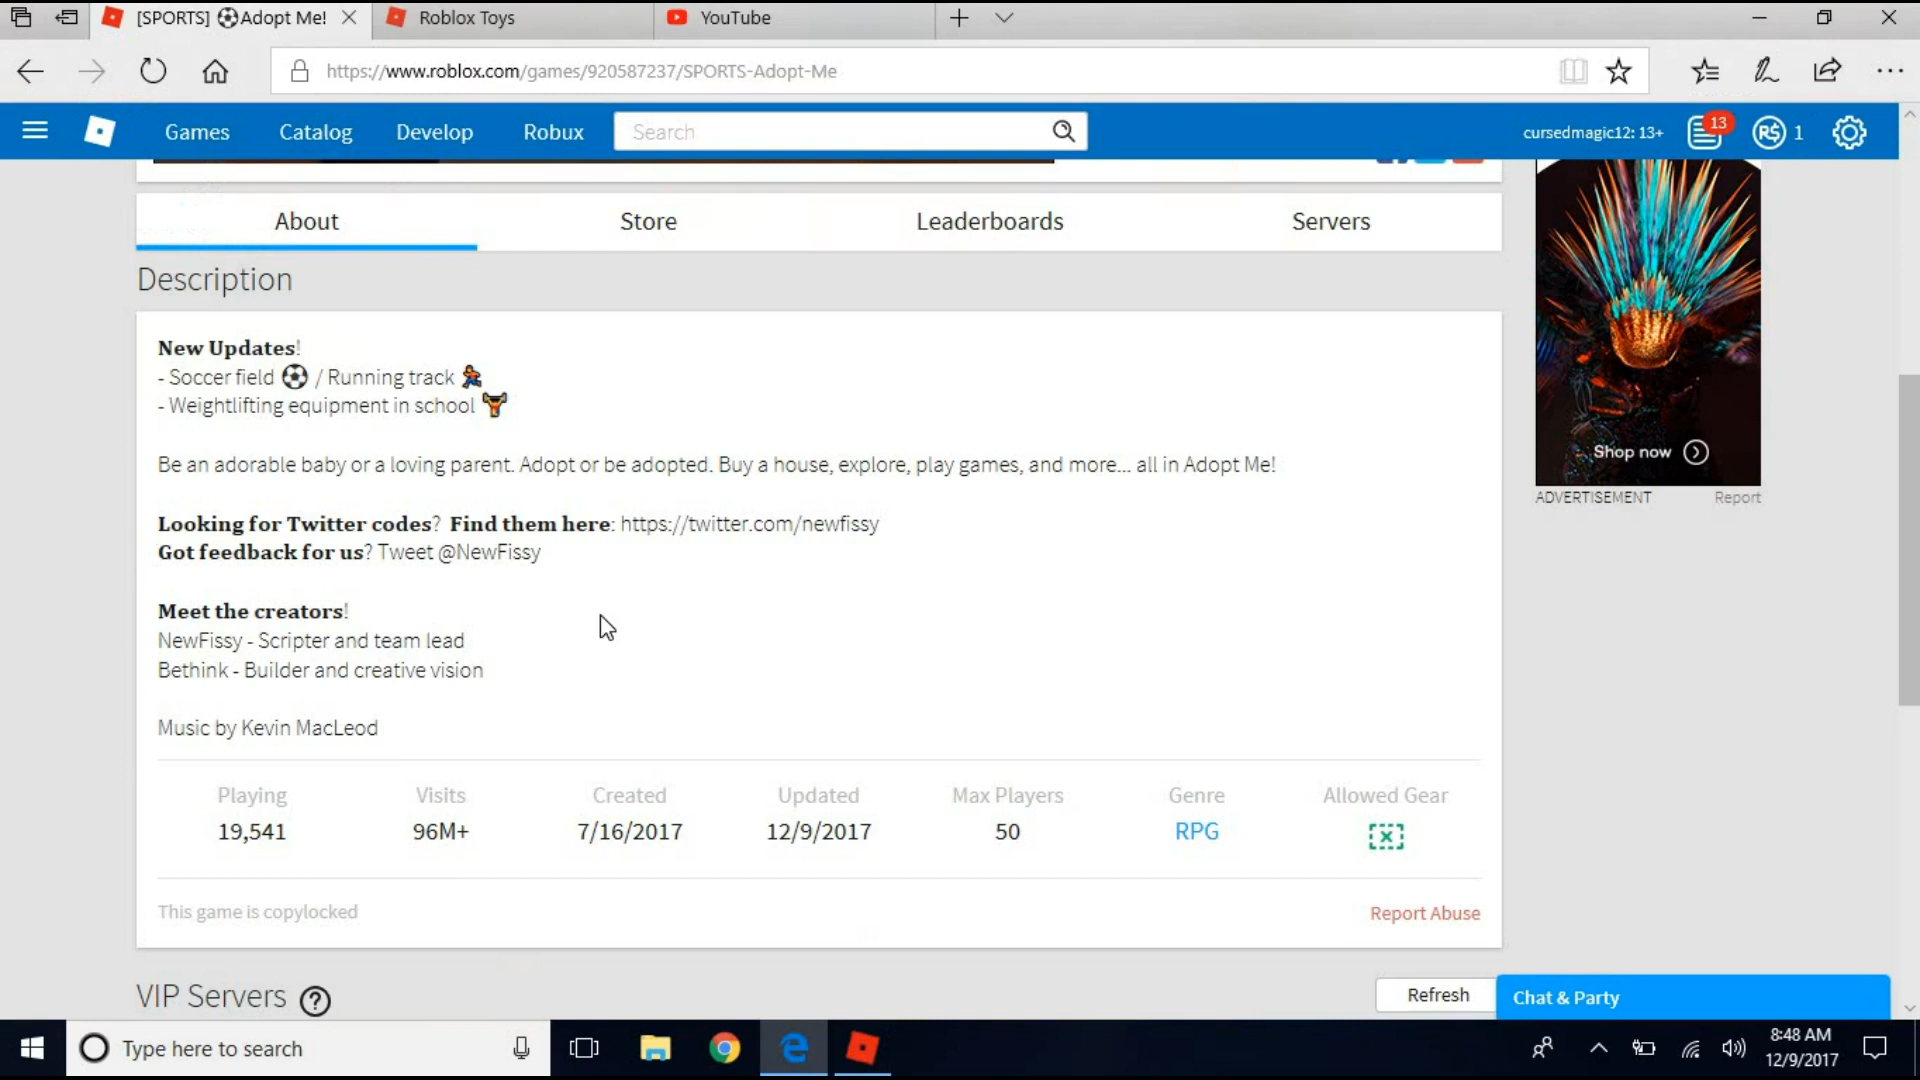 [SPORTS] ⚽Adopt Me!
Roblox Toys
YouTube
https://www.roblox.com/games/920587237/SPORTS-Adopt-Me
Games
Catalog
Develop
Robux
Search
cursedmagic12: 13+
13
R$ 1
About
Store
Leaderboards
Servers
Description
New Updates!
- Soccer field ⚽ / Running track 🏃
- Weightlifting equipment in school 🏋
Be an adorable baby or a loving parent. Adopt or be adopted. Buy a house, explore, play games, and more... all in Adopt Me!
Looking for Twitter codes? Find them here: https://twitter.com/newfissy
Got feedback for us? Tweet @NewFissy
Meet the creators!
NewFissy - Scripter and team lead
Bethink - Builder and creative vision
Music by Kevin MacLeod
Shop now
ADVERTISEMENT
Report
Playing
Visits
Created
Updated
Max Players
Genre
Allowed Gear
19,541
96M+
7/16/2017
12/9/2017
50
RPG
This game is copylocked
Report Abuse
VIP Servers ?
Refresh
Chat & Party
Type here to search
8:48 AM
12/9/2017